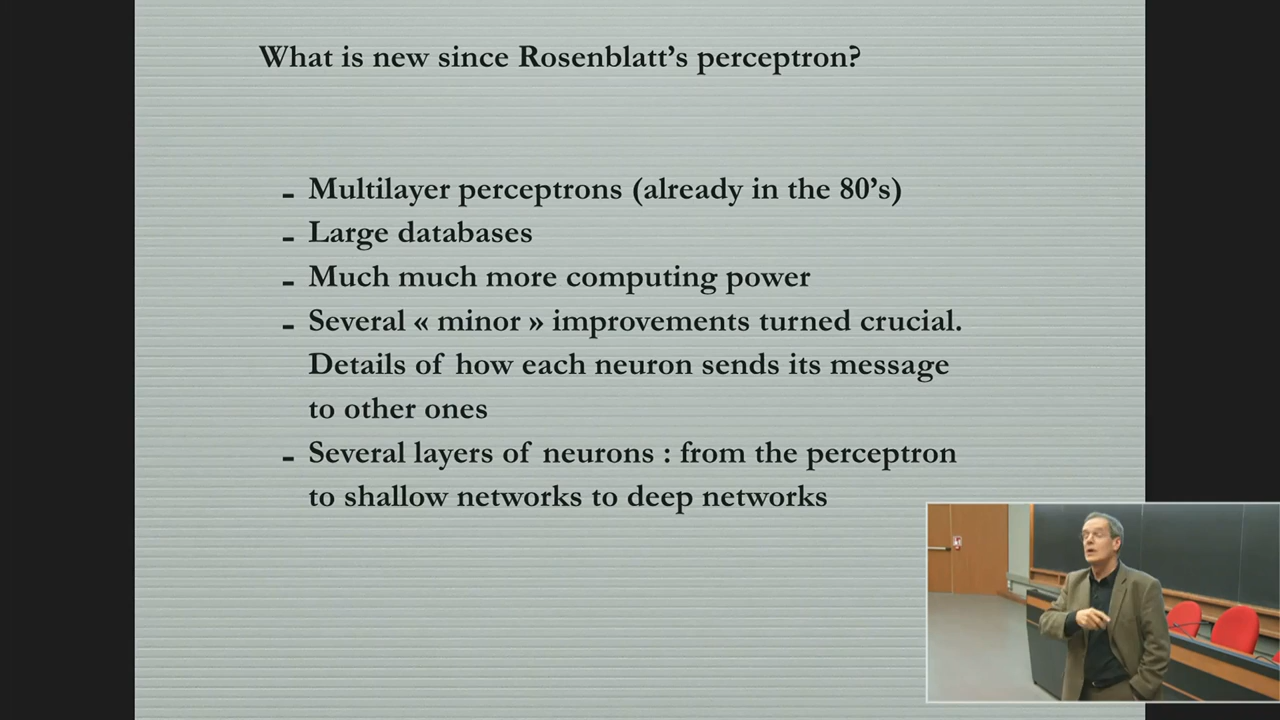 What is new since Rosenblatt’s perceptron?
- Multilayer perceptrons (already in the 80’s)
- Large databases
- Much much more computing power
- Several « minor » improvements turned crucial.
Details of how each neuron sends its message
to other ones
- Several layers of neurons : from the perceptron
to shallow networks to deep networks